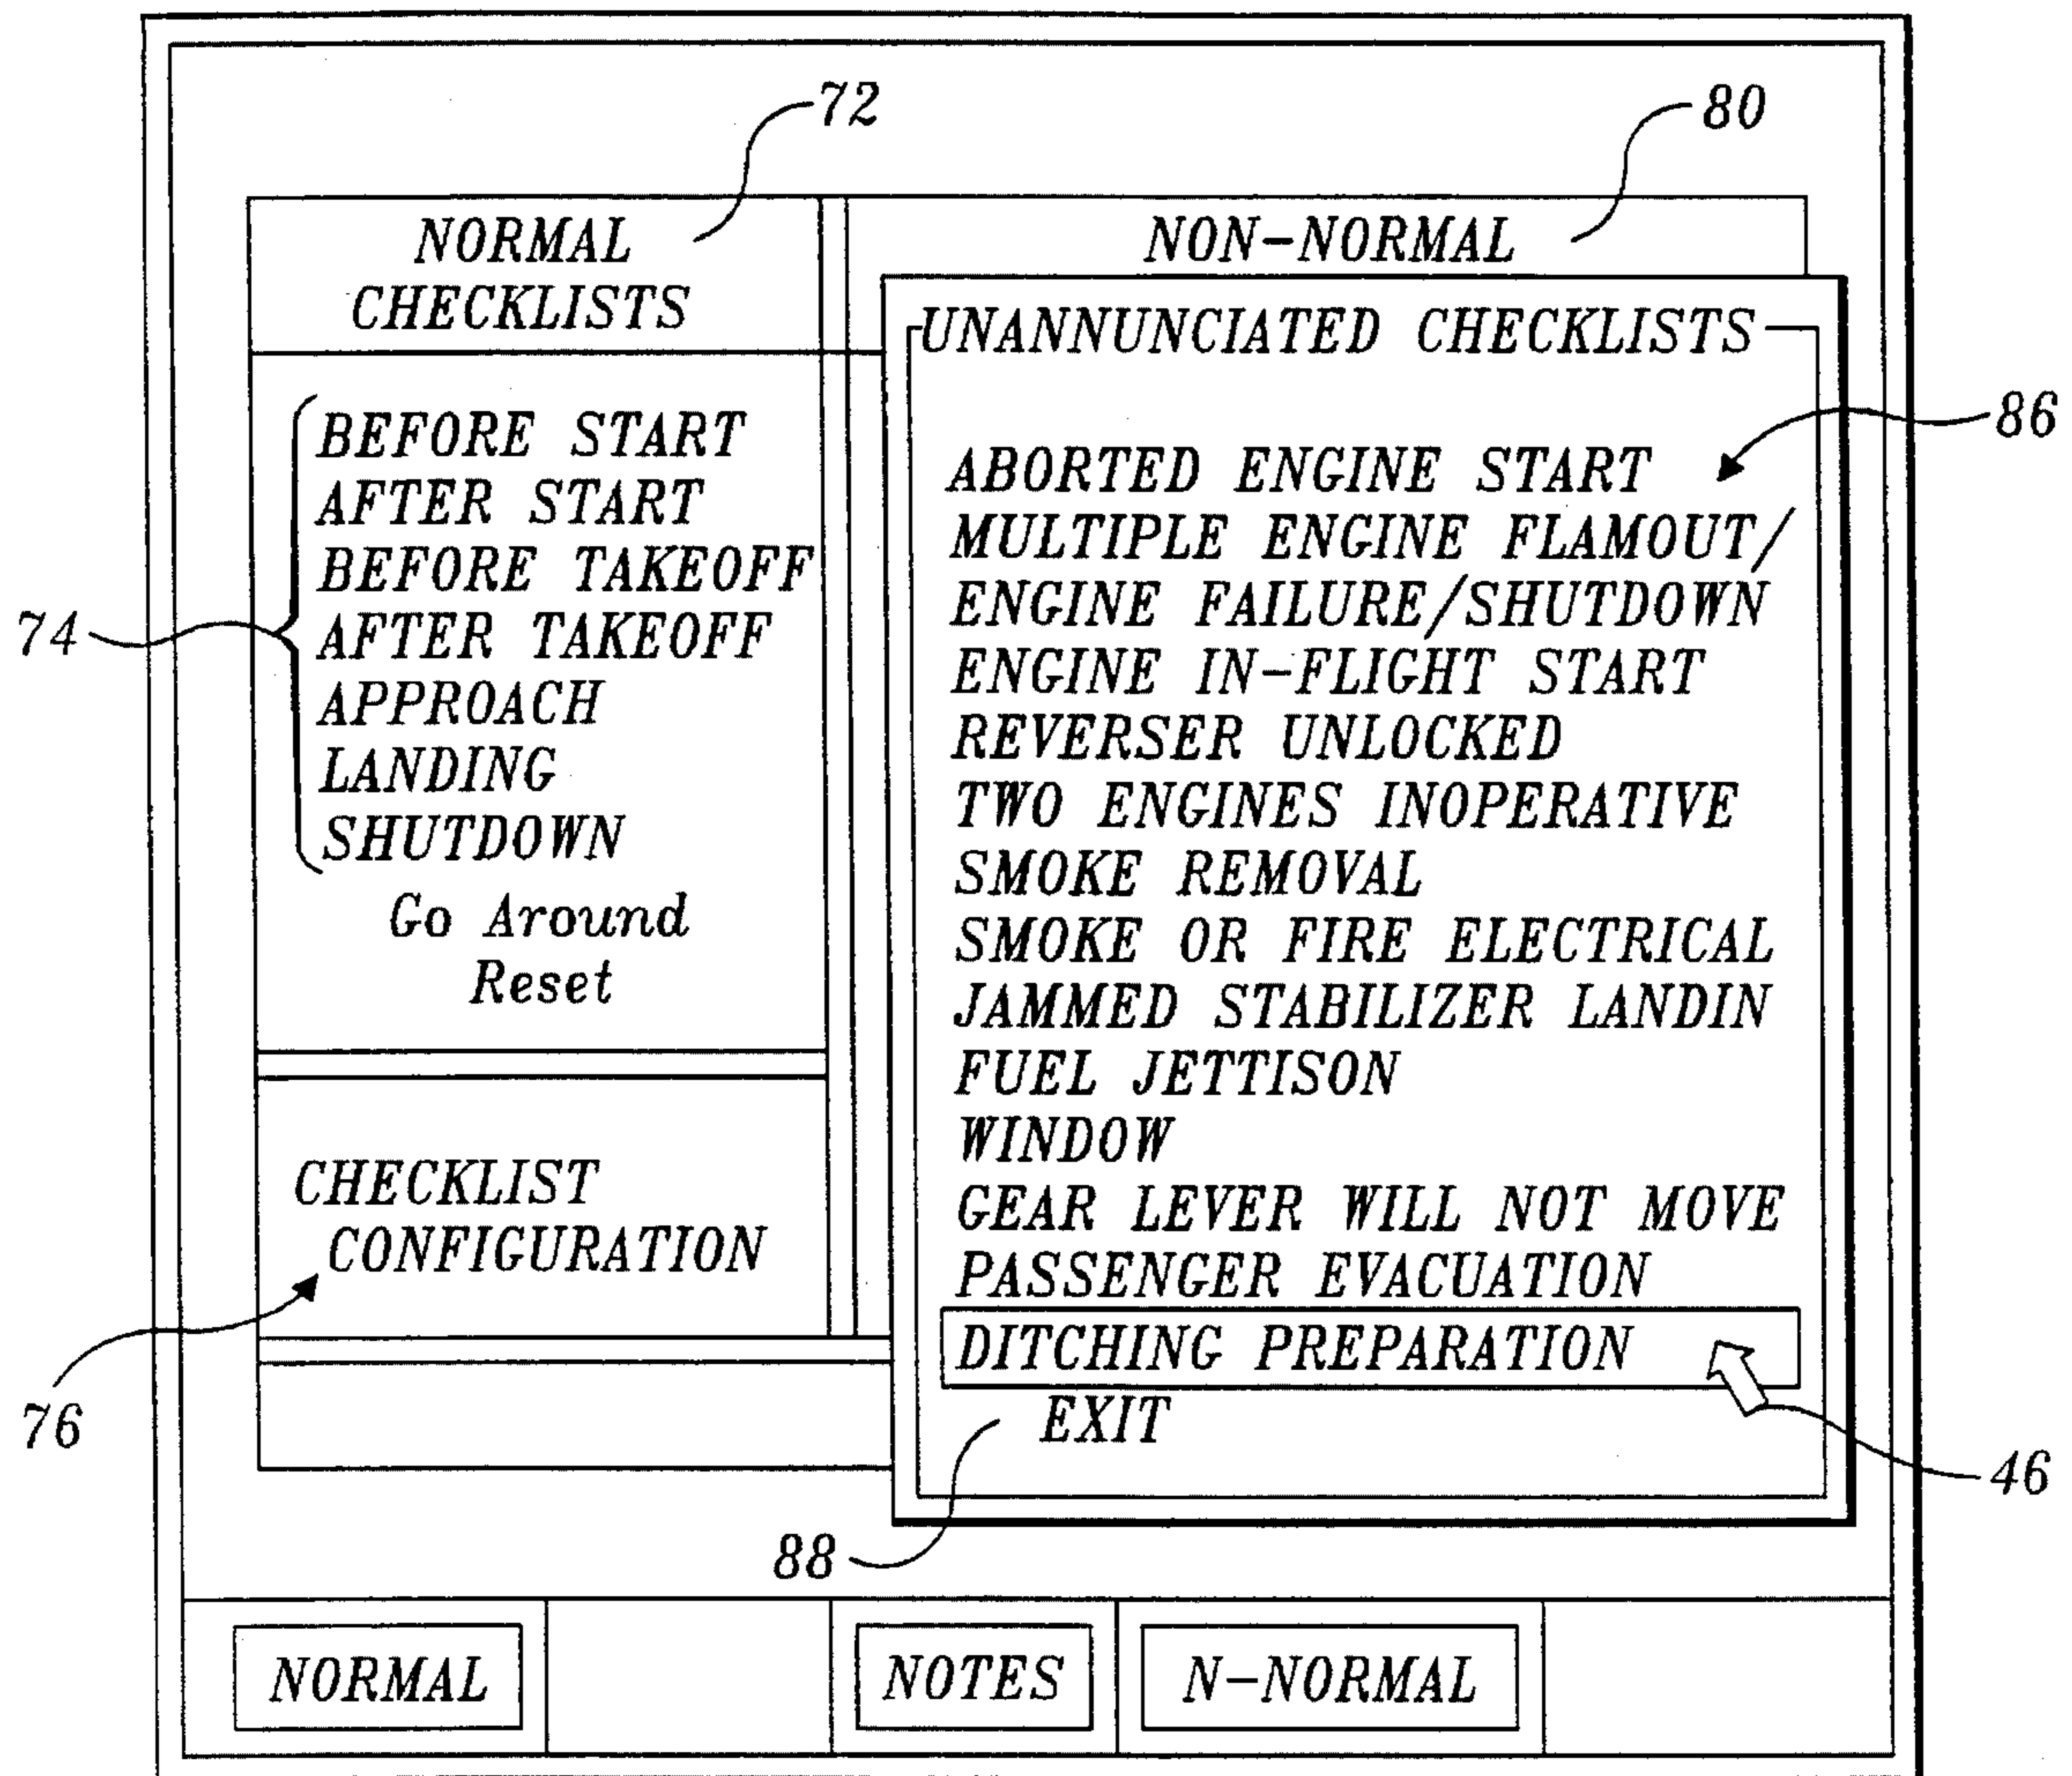 72
80
NORMAL
CHECKLISTS
NON-NORMAL
UNANNUNCIATED CHECKLISTS
86
74
BEFORE START
AFTER START
BEFORE TAKEOFF
AFTER TAKEOFF
APPROACH
LANDING
SHUTDOWN
Go Around
Reset
CHECKLIST
CONFIGURATION
76
ABORTED ENGINE START
MULTIPLE ENGINE FLAMOUT/
ENGINE FAILURE/SHUTDOWN
ENGINE IN-FLIGHT START
REVERSER UNLOCKED
TWO ENGINES INOPERATIVE
SMOKE REMOVAL
SMOKE OR FIRE ELECTRICAL
JAMMED STABILIZER LANDIN
FUEL JETTISON
WINDOW
GEAR LEVER WILL NOT MOVE
PASSENGER EVACUATION
DITCHING PREPARATION
EXIT
46
88
NORMAL
NOTES
N-NORMAL